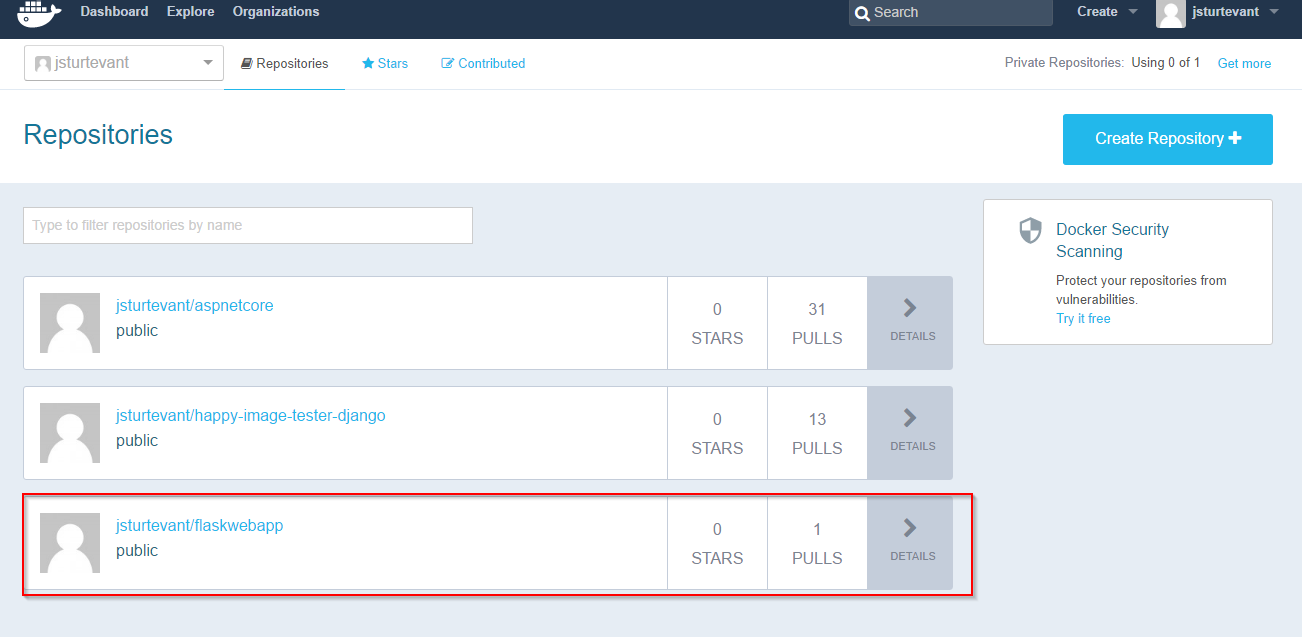 Dashboard Explore Organizations Search Create jsturtevant
jsturtevant Repositories Stars Contributed Private Repositories: Using 0 of 1 Get more
Repositories
Create Repository
Type to filter repositories by name
jsturtevant/aspnetcore
public
0
STARS
31
PULLS
DETAILS
jsturtevant/happy-image-tester-django
public
0
STARS
13
PULLS
DETAILS
jsturtevant/flaskwebapp
public
0
STARS
1
PULLS
DETAILS
Docker Security
Scanning
Protect your repositories from
vulnerabilities.
Try it free